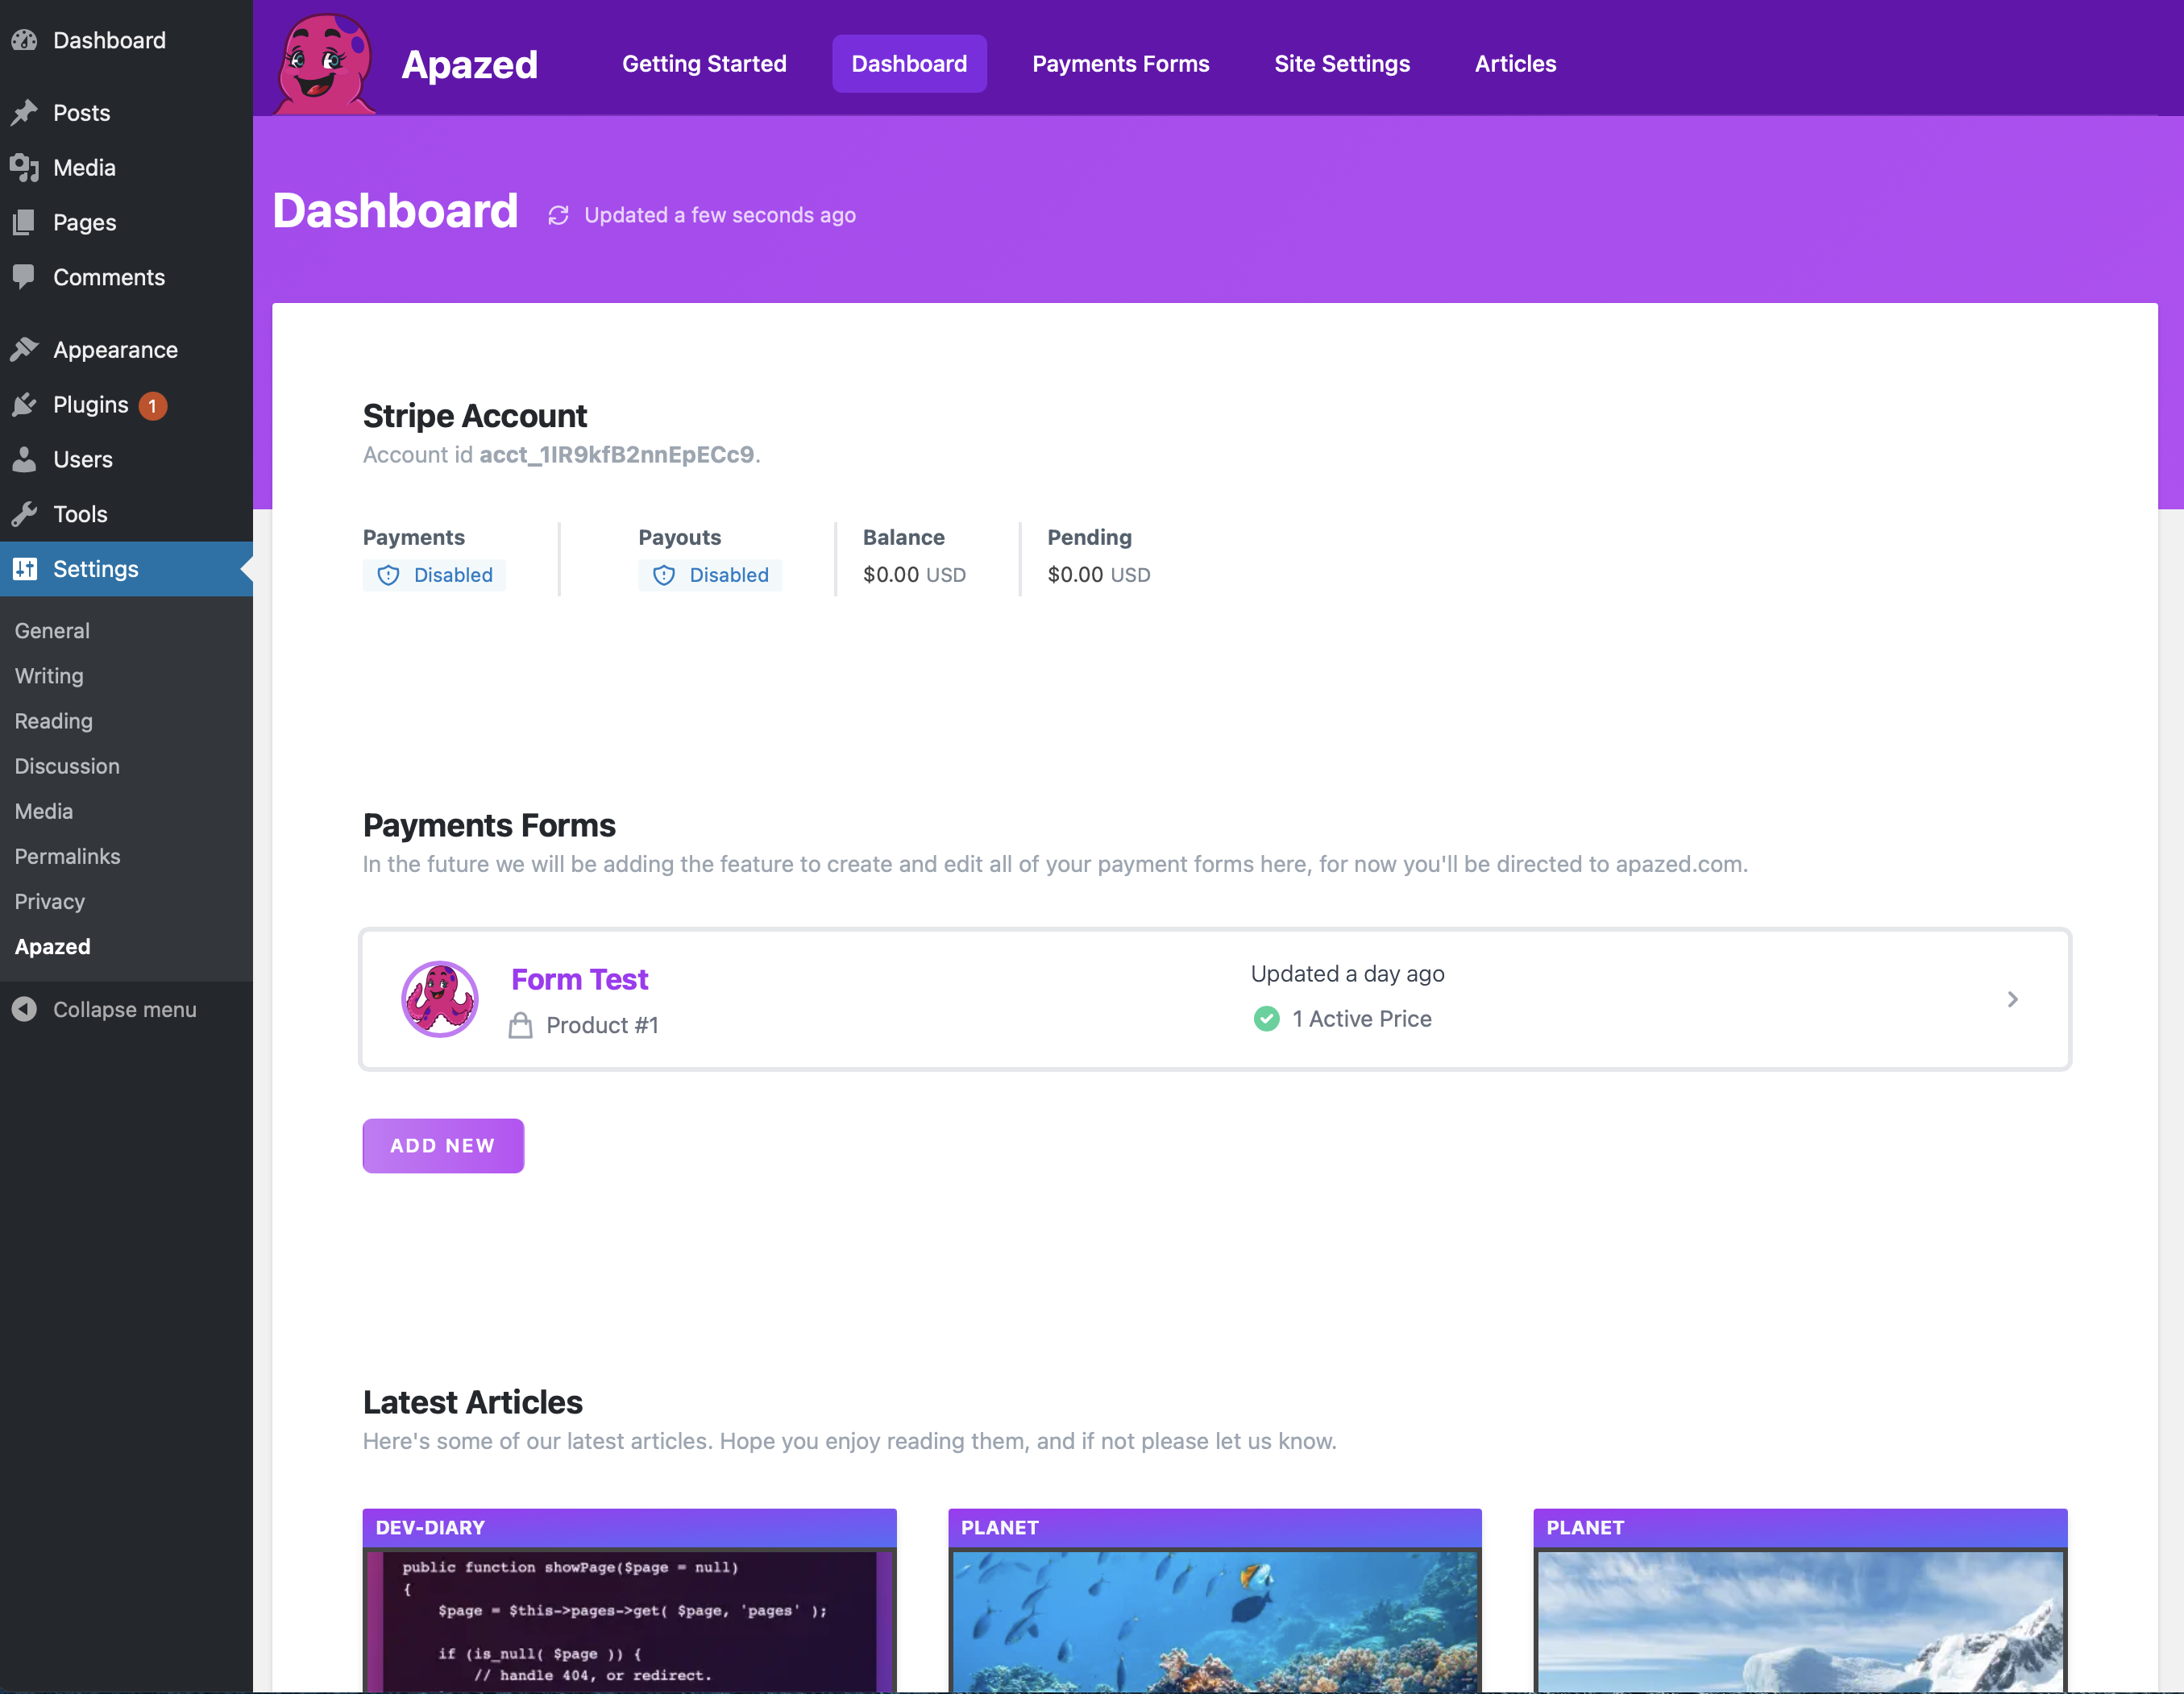 Dashboard
Posts
Media
Pages
Comments
Appearance
Plugins 1
Users
Tools
Settings
General
Writing
Reading
Discussion
Media
Permalinks
Privacy
Apazed
Collapse menu
Apazed
Getting Started
Dashboard
Payments Forms
Site Settings
Articles
Dashboard
Updated a few seconds ago
Stripe Account
Account id acct_1IR9kfB2nnEpECc9.
Payments
Disabled
Payouts
Disabled
Balance
$0.00 USD
Pending
$0.00 USD
Payments Forms
In the future we will be adding the feature to create and edit all of your payment forms here, for now you'll be directed to apazed.com.
Form Test
Product #1
Updated a day ago
1 Active Price
ADD NEW
Latest Articles
Here's some of our latest articles. Hope you enjoy reading them, and if not please let us know.
DEV-DIARY
public function showPage($page = null)
{
$page = $this->pages->get( $page, 'pages' );
if (is_null( $page )) {
// handle 404, or redirect.
PLANET
PLANET